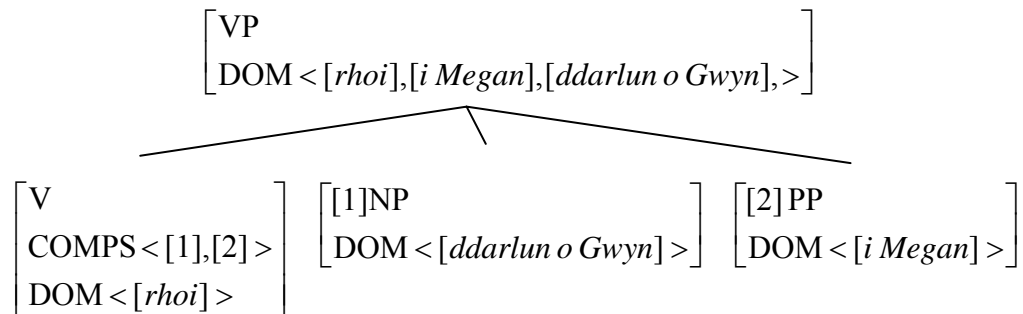 VP
DOM < [rhoi],[i Megan],[ddarlun o Gwyn], >
V
COMPS < [1],[2] >
DOM < [rhoi] >
[1]NP
DOM < [ddarlun o Gwyn] >
[2] PP
DOM < [i Megan] >